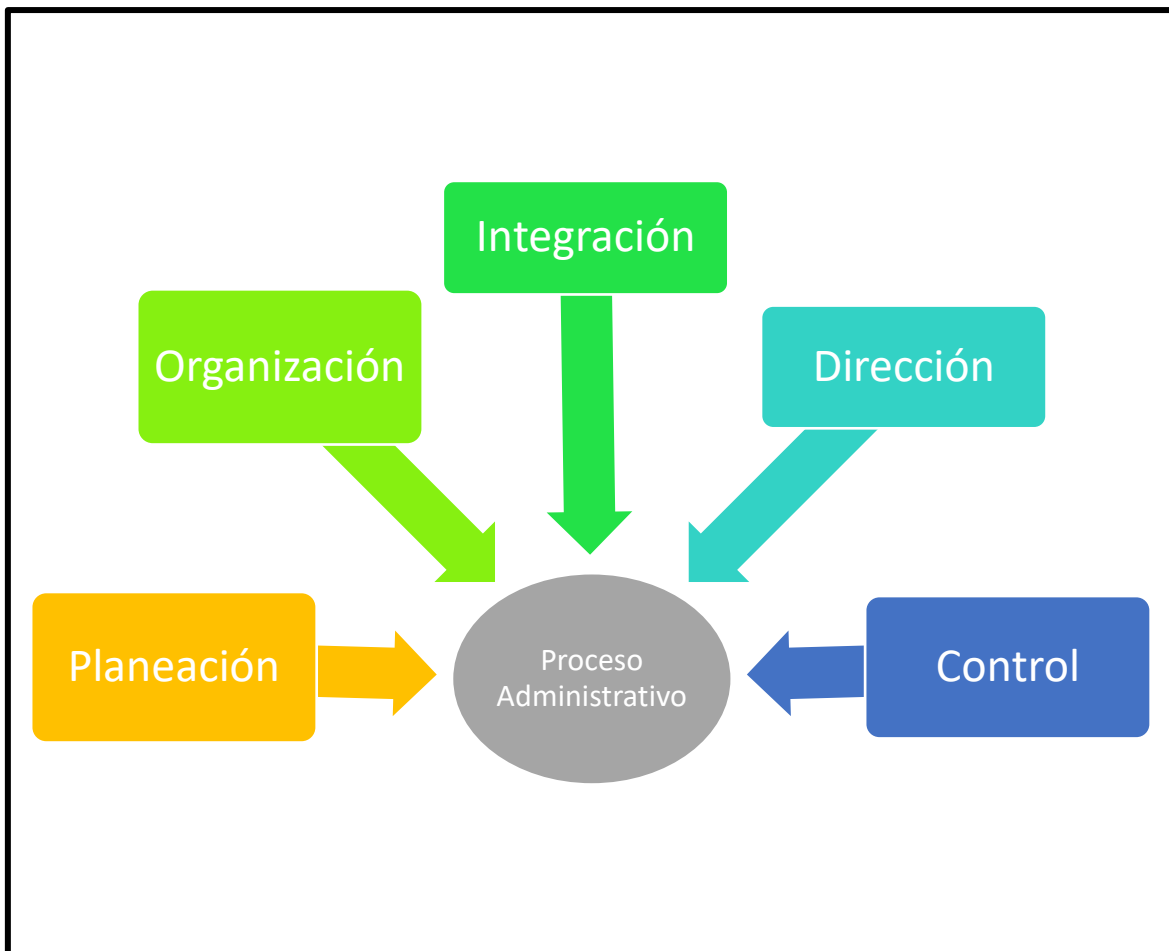 Integración
Organización
Dirección
Planeación
Proceso
Administrativo
Control